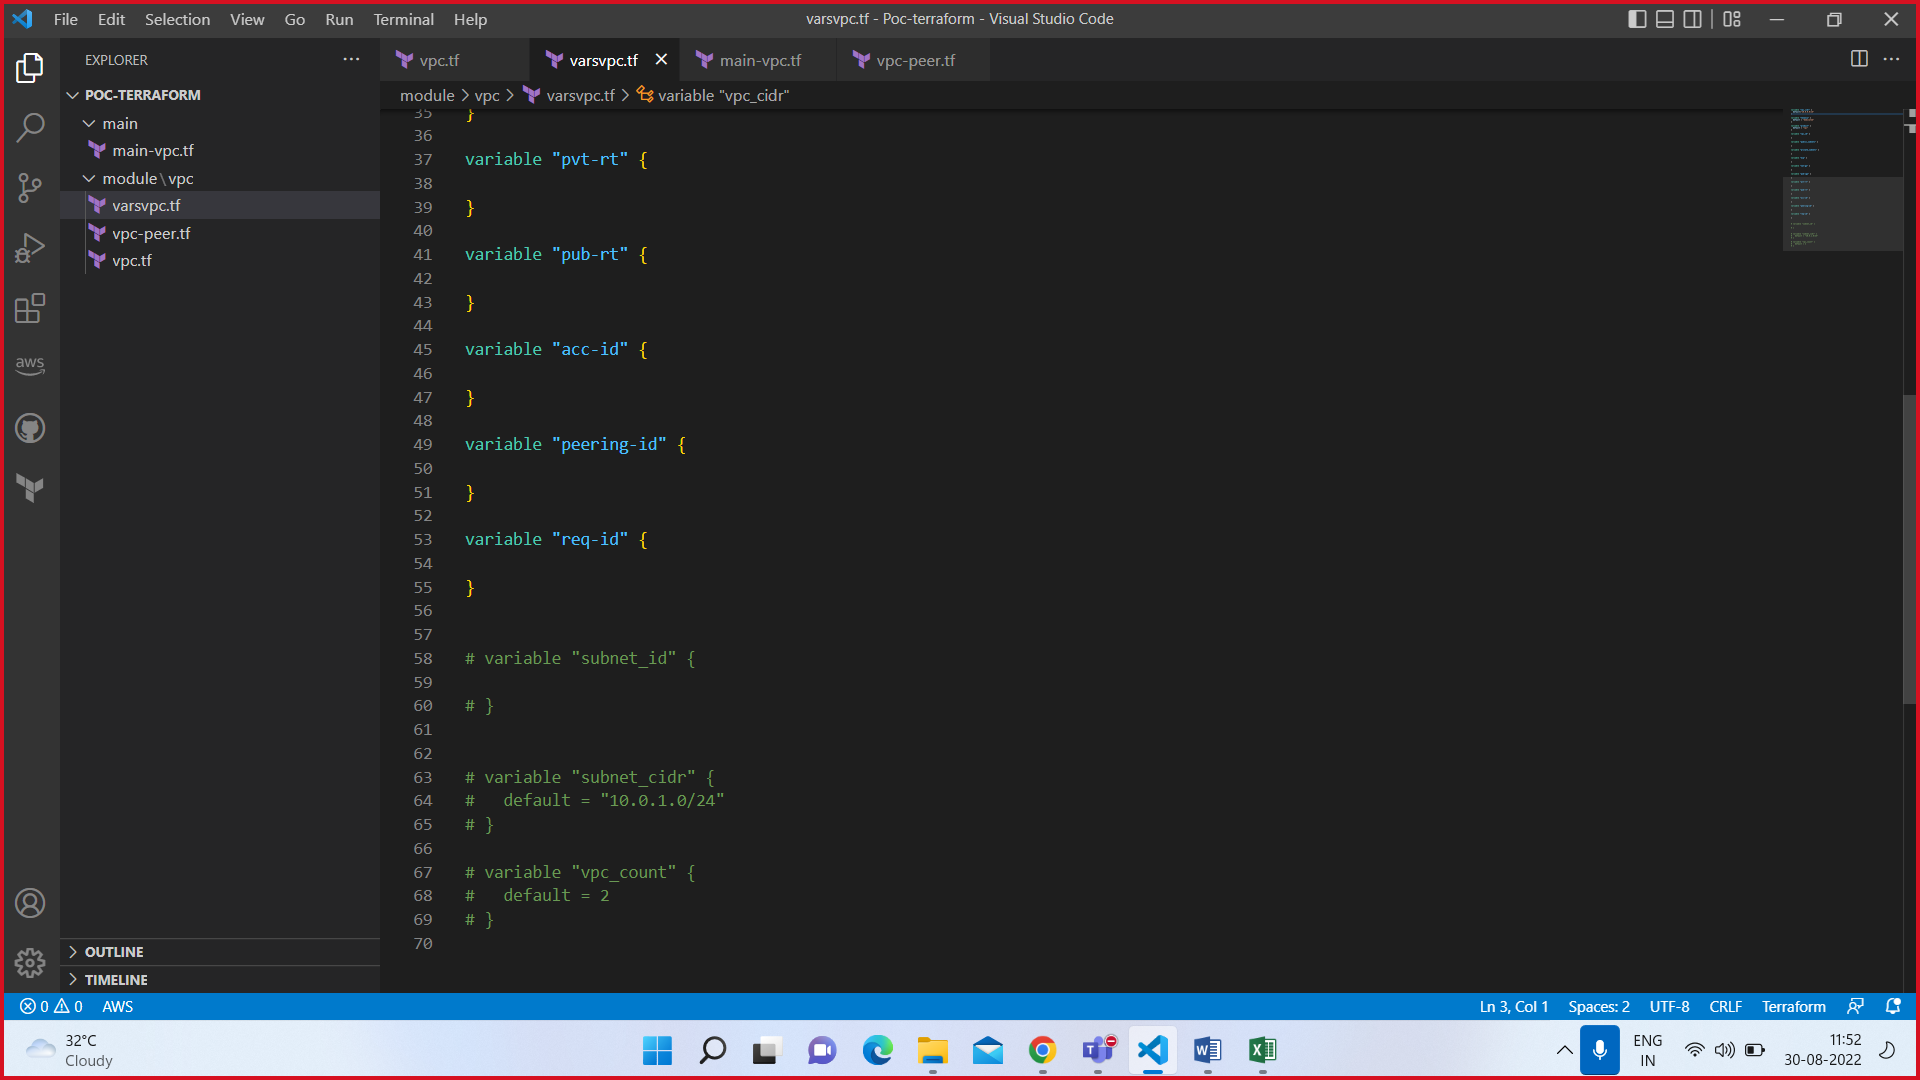 File Edit Selection View Go Run Terminal Help
varsvpc.tf - Poc-terraform - Visual Studio Code
EXPLORER
vpc.tf varsvpc.tf main-vpc.tf vpc-peer.tf
POC-TERRAFORM
main
main-vpc.tf
module\vpc
varsvpc.tf
vpc-peer.tf
vpc.tf
aws
OUTLINE
TIMELINE
module > vpc > varsvpc.tf > variable "vpc_cidr"
35 }
36
37 variable "pvt-rt" {
38
39 }
40
41 variable "pub-rt" {
42
43 }
44
45 variable "acc-id" {
46
47 }
48
49 variable "peering-id" {
50
51 }
52
53 variable "req-id" {
54
55 }
56
57
58 # variable "subnet_id" {
59
60 # }
61
62
63 # variable "subnet_cidr" {
64 #   default = "10.0.1.0/24"
65 # }
66
67 # variable "vpc_count" {
68 #   default = 2
69 # }
70
0 0 AWS
Ln 3, Col 1 Spaces: 2 UTF-8 CRLF Terraform
32°C
Cloudy
ENG
IN
11:52
30-08-2022